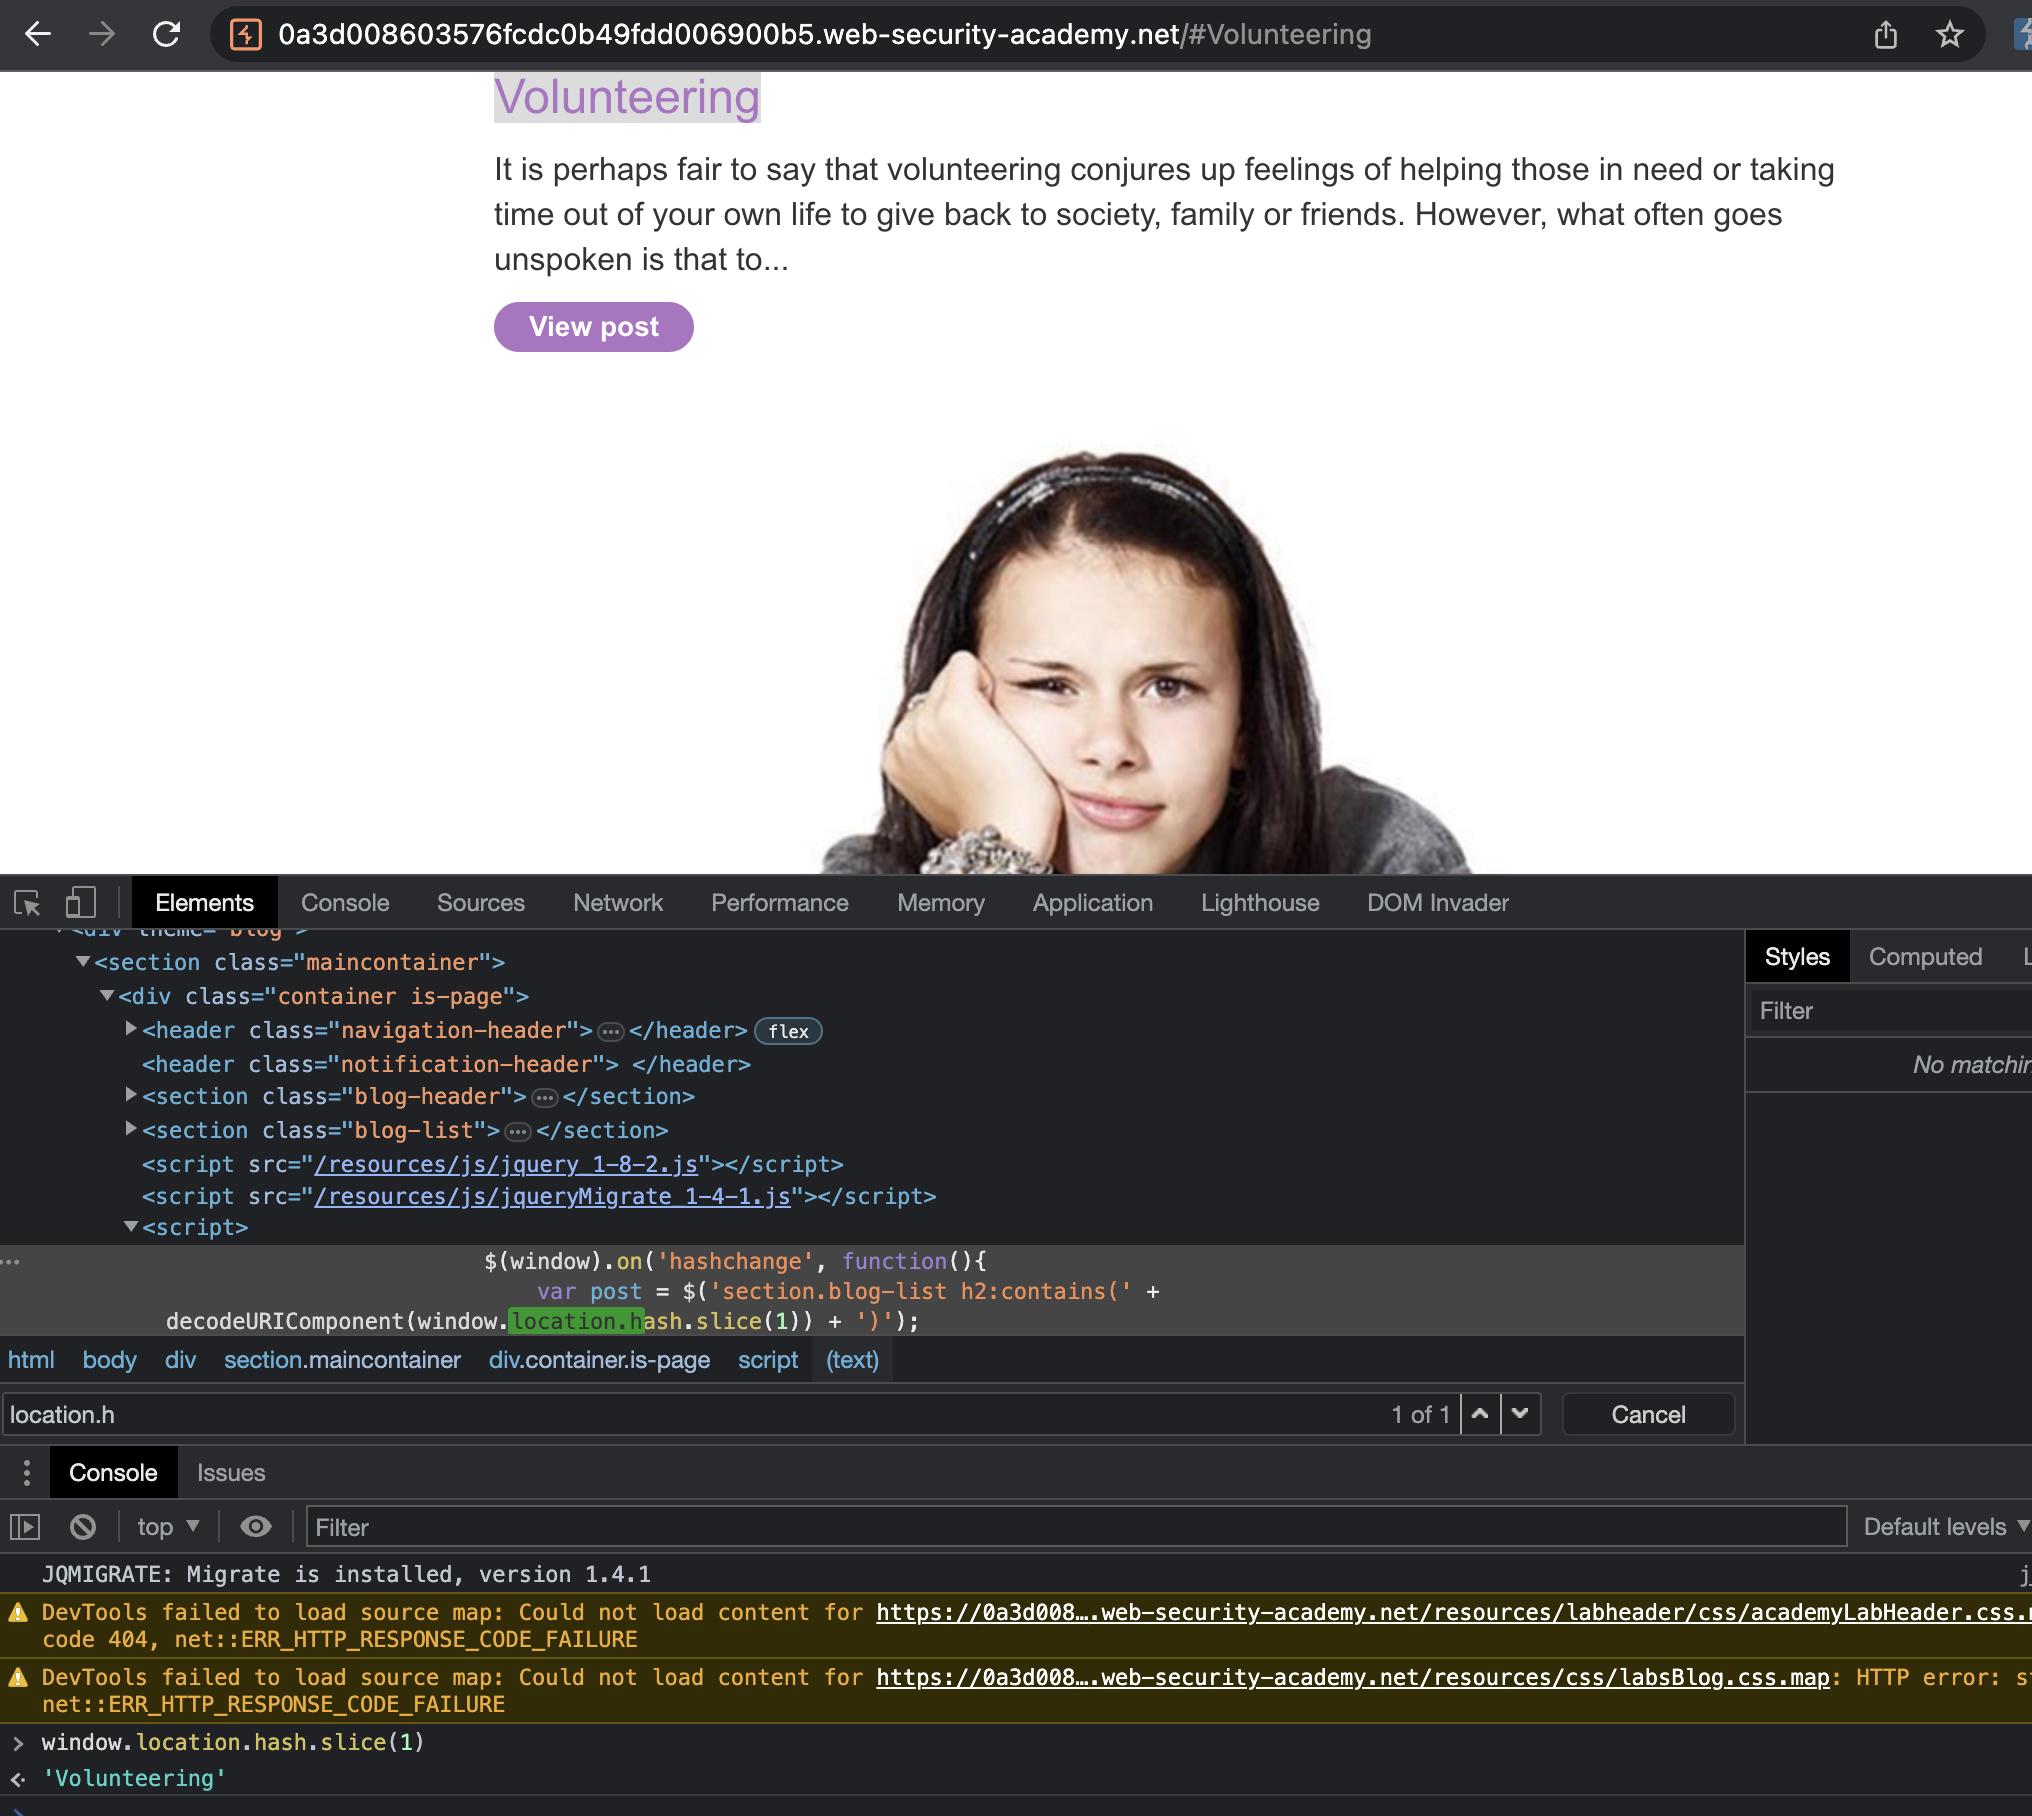 0a3d008603576fcdc0b49fdd006900b5.web-security-academy.net/#Volunteering
Volunteering
It is perhaps fair to say that volunteering conjures up feelings of helping those in need or taking
time out of your own life to give back to society, family or friends. However, what often goes
unspoken is that to...
View post
Elements Console Sources Network Performance Memory Application Lighthouse DOM Invader
<div theme="blog">
<section class="maincontainer">
<div class="container is-page">
<header class="navigation-header">…</header> flex
<header class="notification-header"> </header>
<section class="blog-header">…</section>
<section class="blog-list">…</section>
<script src="/resources/js/jquery_1-8-2.js"></script>
<script src="/resources/js/jqueryMigrate_1-4-1.js"></script>
<script>
$(window).on('hashchange', function(){
var post = $('section.blog-list h2:contains(' +
decodeURIComponent(window.location.hash.slice(1)) + ')');
html body div section.maincontainer div.container.is-page script (text)
location.h 1 of 1 Cancel
Styles Computed L
Filter
No matchin
Console Issues
top Filter Default levels
JQMIGRATE: Migrate is installed, version 1.4.1 j
DevTools failed to load source map: Could not load content for https://0a3d008….web-security-academy.net/resources/labheader/css/academyLabHeader.css.m
code 404, net::ERR_HTTP_RESPONSE_CODE_FAILURE
DevTools failed to load source map: Could not load content for https://0a3d008….web-security-academy.net/resources/css/labsBlog.css.map: HTTP error: st
net::ERR_HTTP_RESPONSE_CODE_FAILURE
> window.location.hash.slice(1)
'Volunteering'